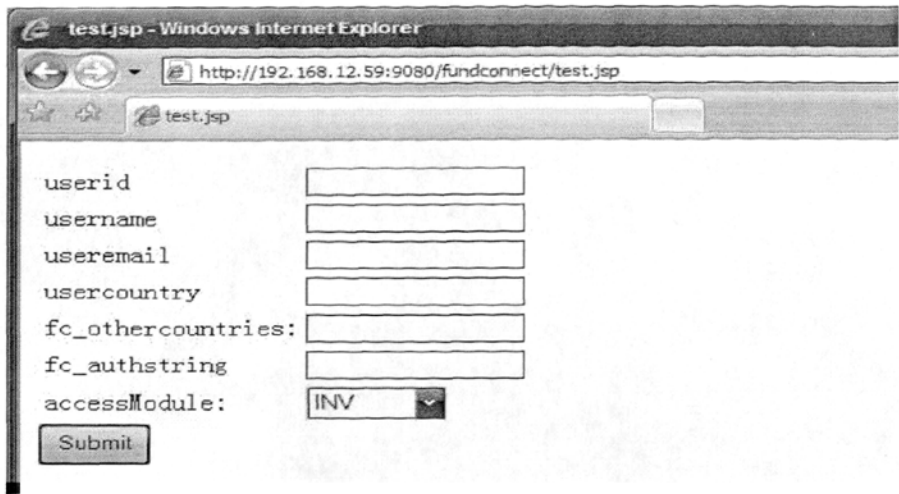 test.jsp - Windows Internet Explorer
http://192.168.12.59:9080/fundconnect/test.jsp
test.jsp
userid
username
useremail
usercountry
fc_othercountries:
fc_authstring
accessModule: INV
Submit